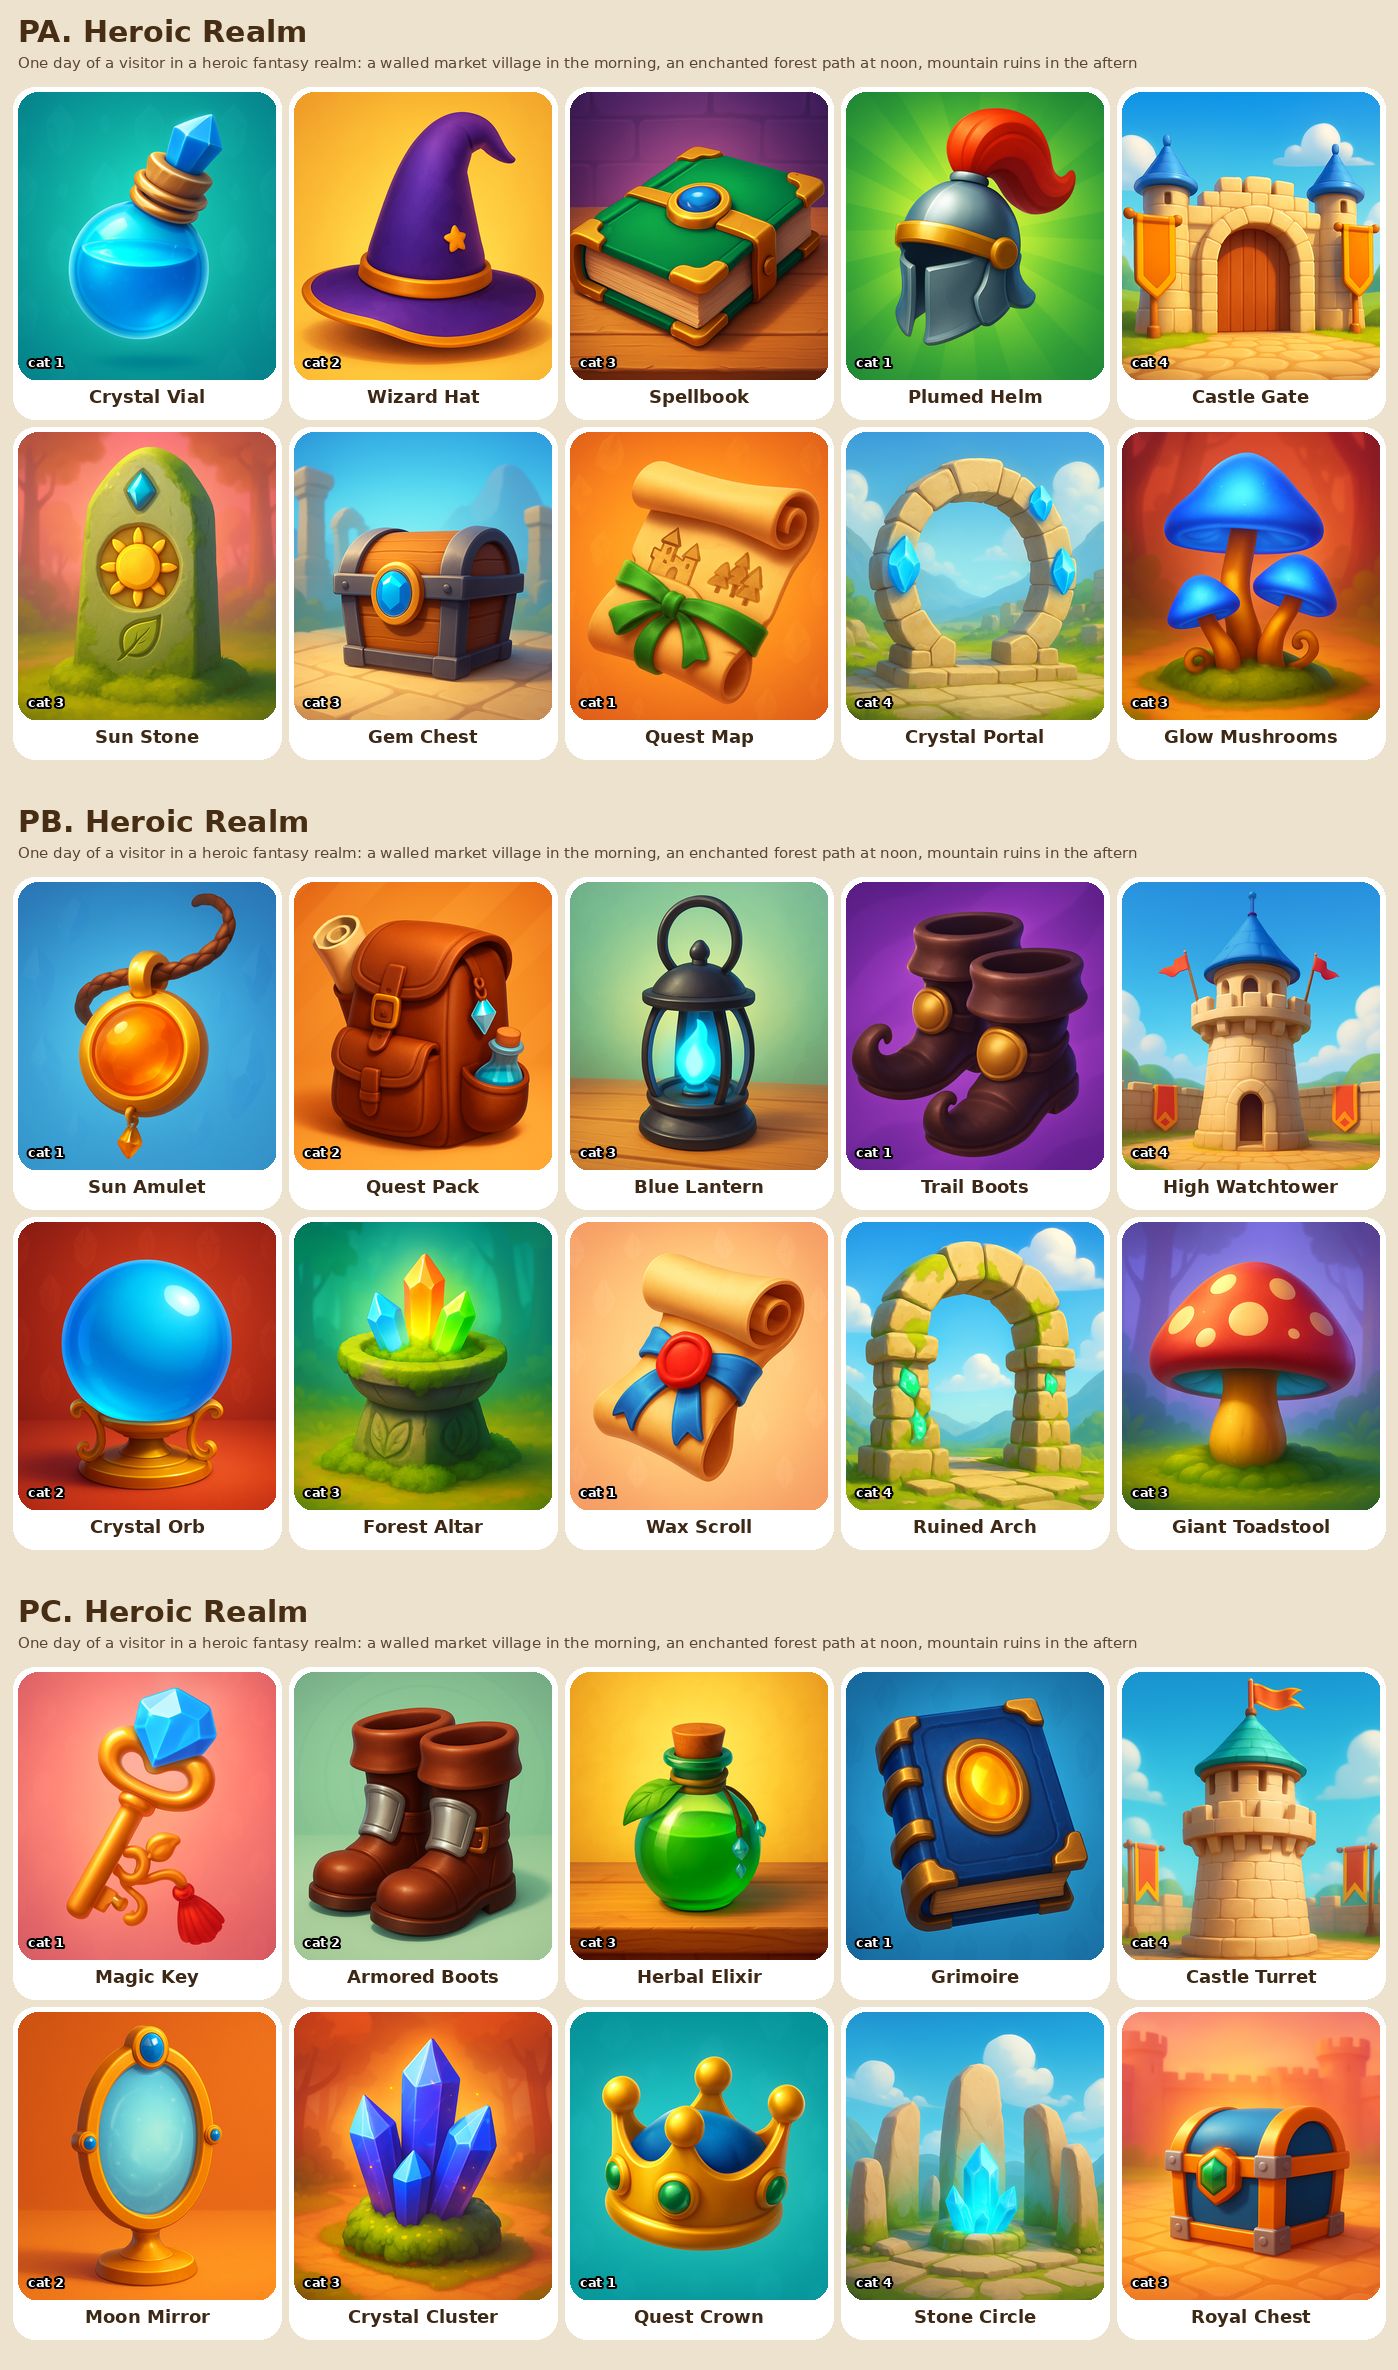 PA. Heroic Realm
One day of a visitor in a heroic fantasy realm: a walled market village in the morning, an enchanted forest path at noon, mountain ruins in the aftern
cat 1
cat 2
cat 3
cat 1
cat 4
Crystal Vial
Wizard Hat
Spellbook
Plumed Helm
Castle Gate
cat 3
cat 3
cat 1
cat 4
cat 3
Sun Stone
Gem Chest
Quest Map
Crystal Portal
Glow Mushrooms
PB. Heroic Realm
One day of a visitor in a heroic fantasy realm: a walled market village in the morning, an enchanted forest path at noon, mountain ruins in the aftern
cat 1
cat 2
cat 3
cat 1
cat 4
Sun Amulet
Quest Pack
Blue Lantern
Trail Boots
High Watchtower
cat 2
cat 3
cat 1
cat 4
cat 3
Crystal Orb
Forest Altar
Wax Scroll
Ruined Arch
Giant Toadstool
PC. Heroic Realm
One day of a visitor in a heroic fantasy realm: a walled market village in the morning, an enchanted forest path at noon, mountain ruins in the aftern
cat 1
cat 2
cat 3
cat 1
cat 4
Magic Key
Armored Boots
Herbal Elixir
Grimoire
Castle Turret
cat 2
cat 3
cat 1
cat 4
cat 3
Moon Mirror
Crystal Cluster
Quest Crown
Stone Circle
Royal Chest